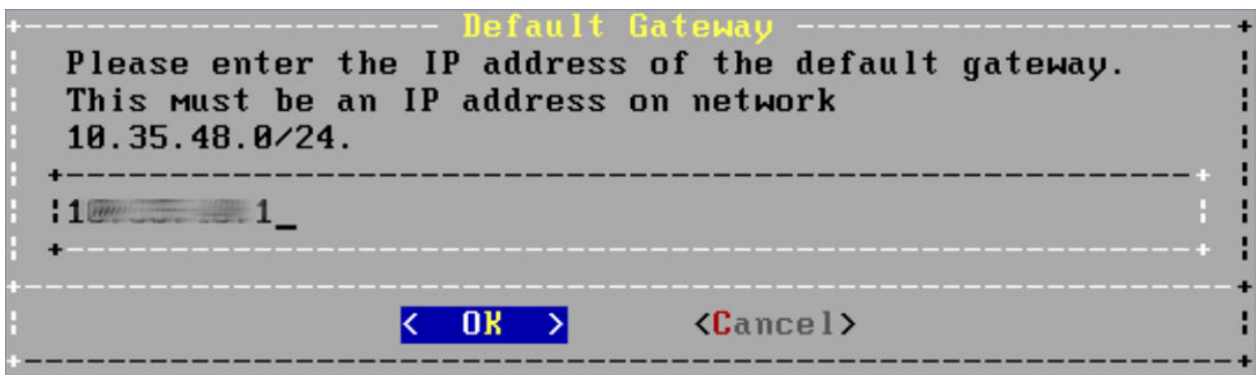 Default Gateway
Please enter the IP address of the default gateway.
This must be an IP address on network
10.35.48.0/24.
< OK > <Cancel>